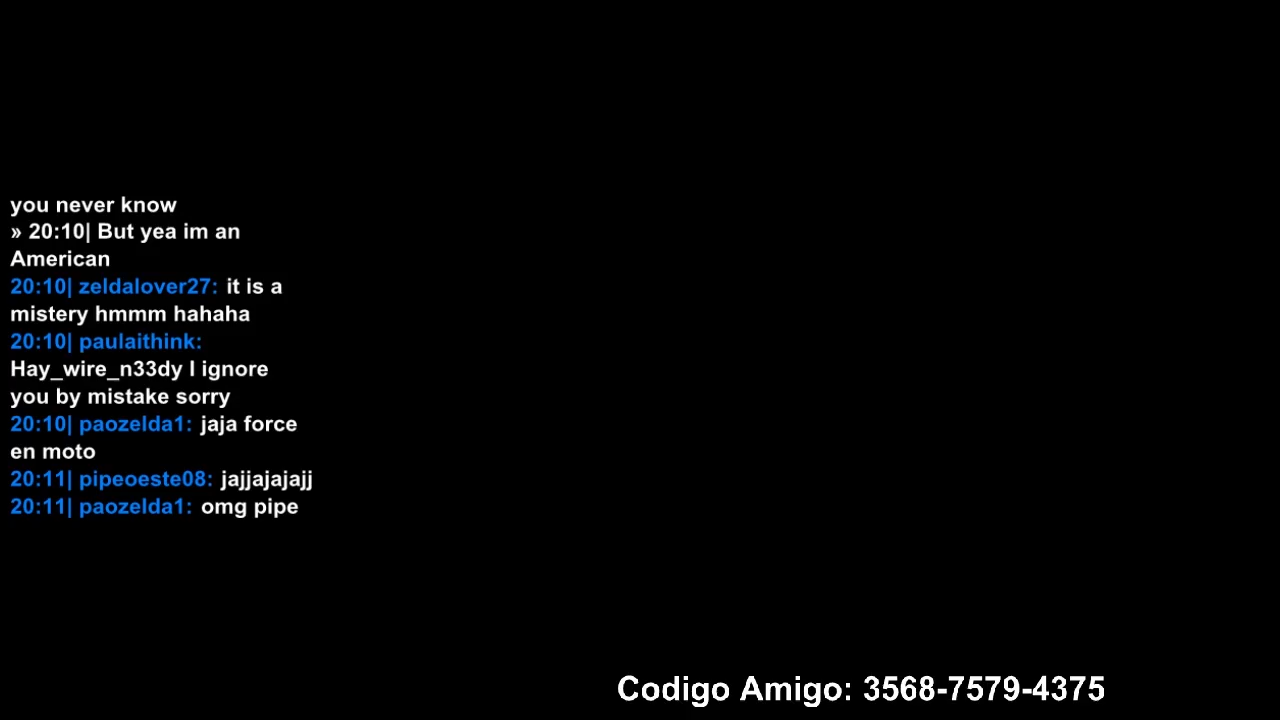 you never know
» 20:10| But yea im an
American
20:10| zeldalover27: it is a
mistery hmmm hahaha
20:10| paulaithink:
Hay_wire_n33dy I ignore
you by mistake sorry
20:10| paozelda1: jaja force
en moto
20:11| pipeoeste08: jajjajajajj
20:11| paozelda1: omg pipe
Codigo Amigo: 3568-7579-4375